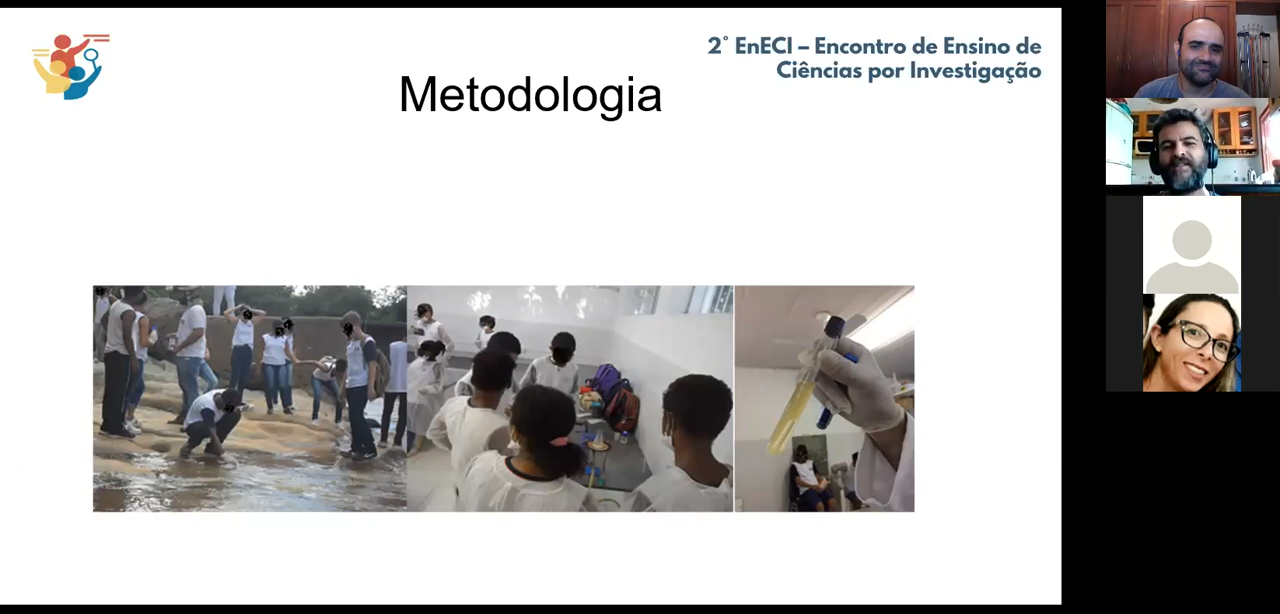 2° EnECI – Encontro de Ensino de
Ciências por Investigação
Metodologia